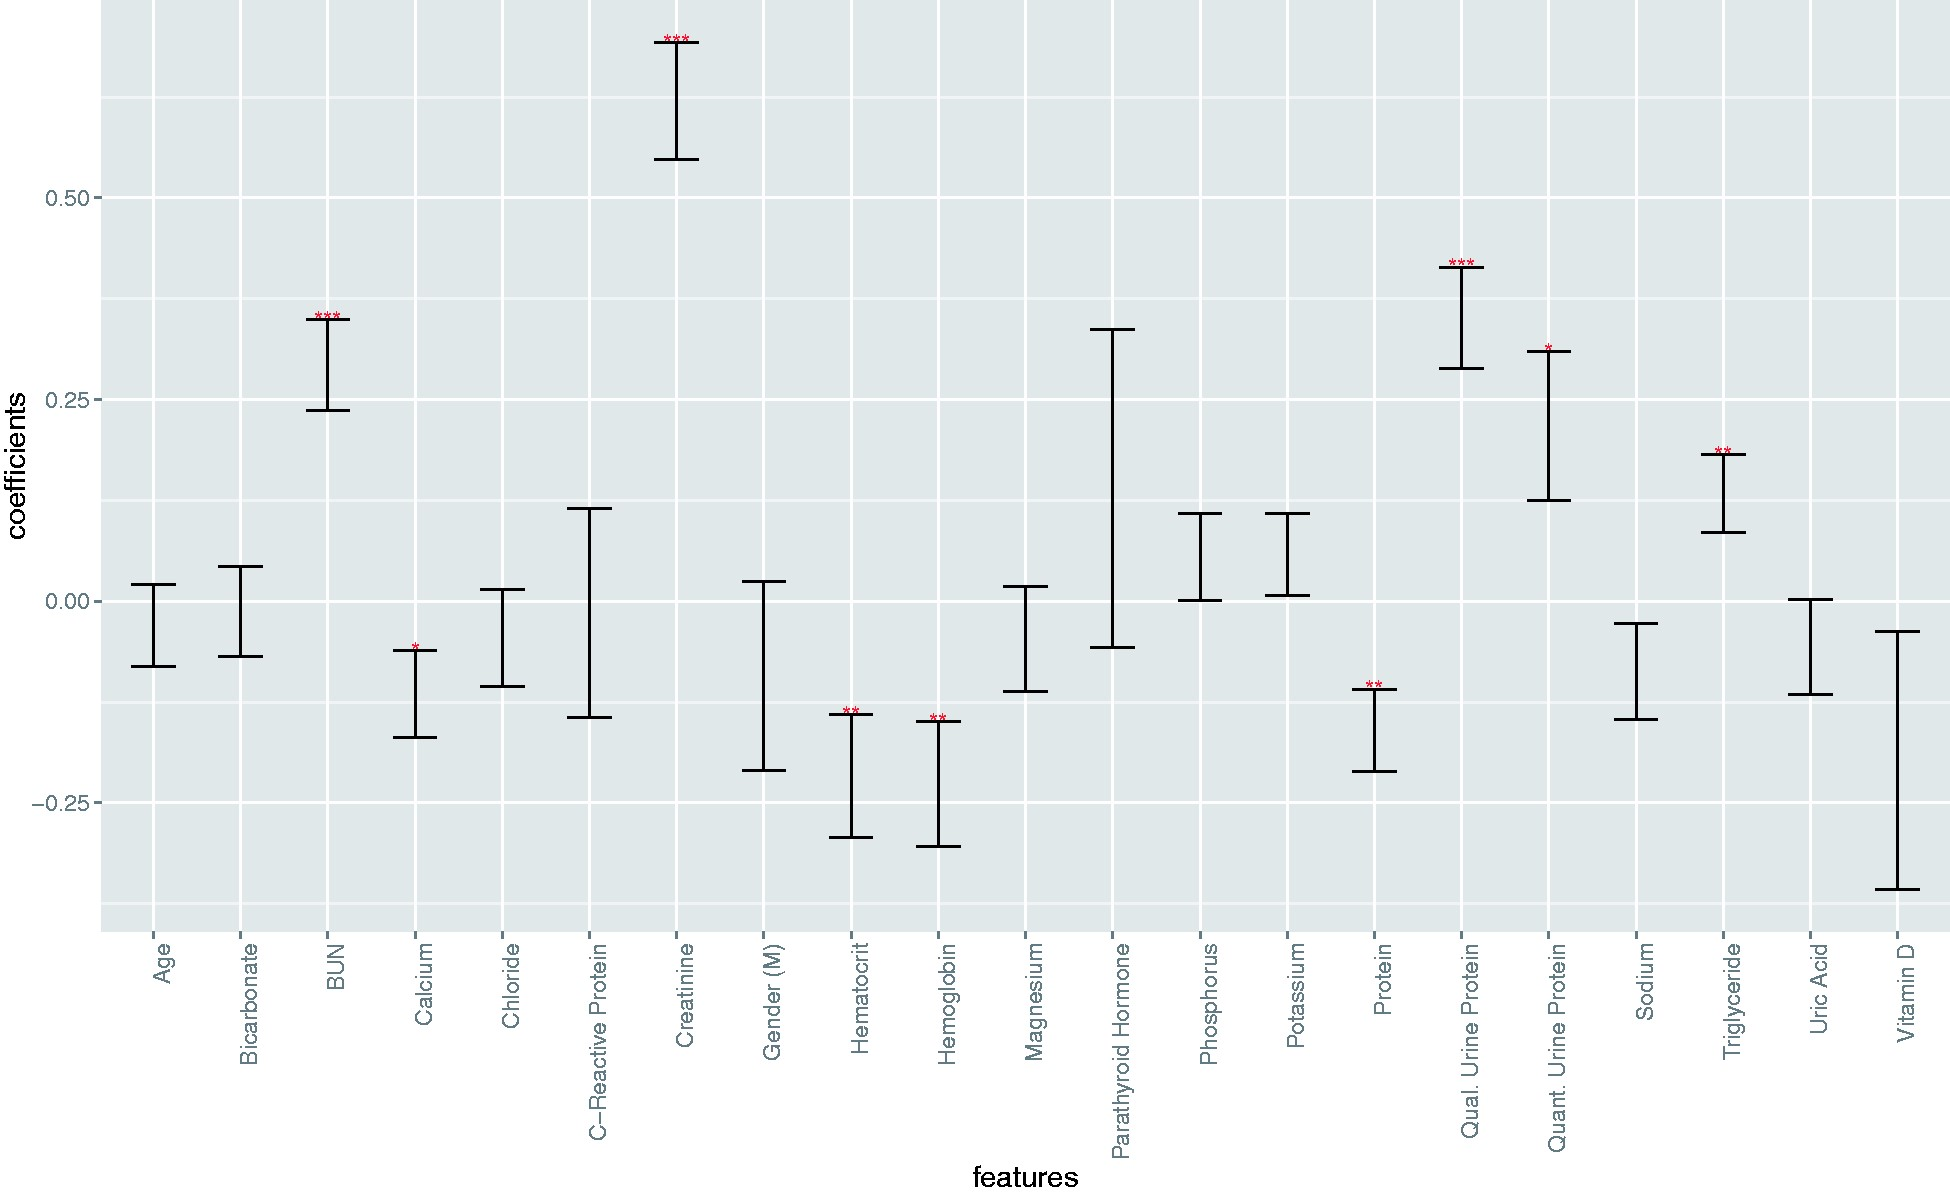 ***
0.50
***
***
*
0.25
**
0.00
*
**
**
**
−0.25
coefficients
Age
Bicarbonate
BUN
Calcium
Chloride
C−Reactive Protein
Creatinine
Gender (M)
Hematocrit
Hemoglobin
Magnesium
Parathyroid Hormone
Phosphorus
Potassium
Protein
Qual. Urine Protein
Quant. Urine Protein
Sodium
Triglyceride
Uric Acid
Vitamin D
features